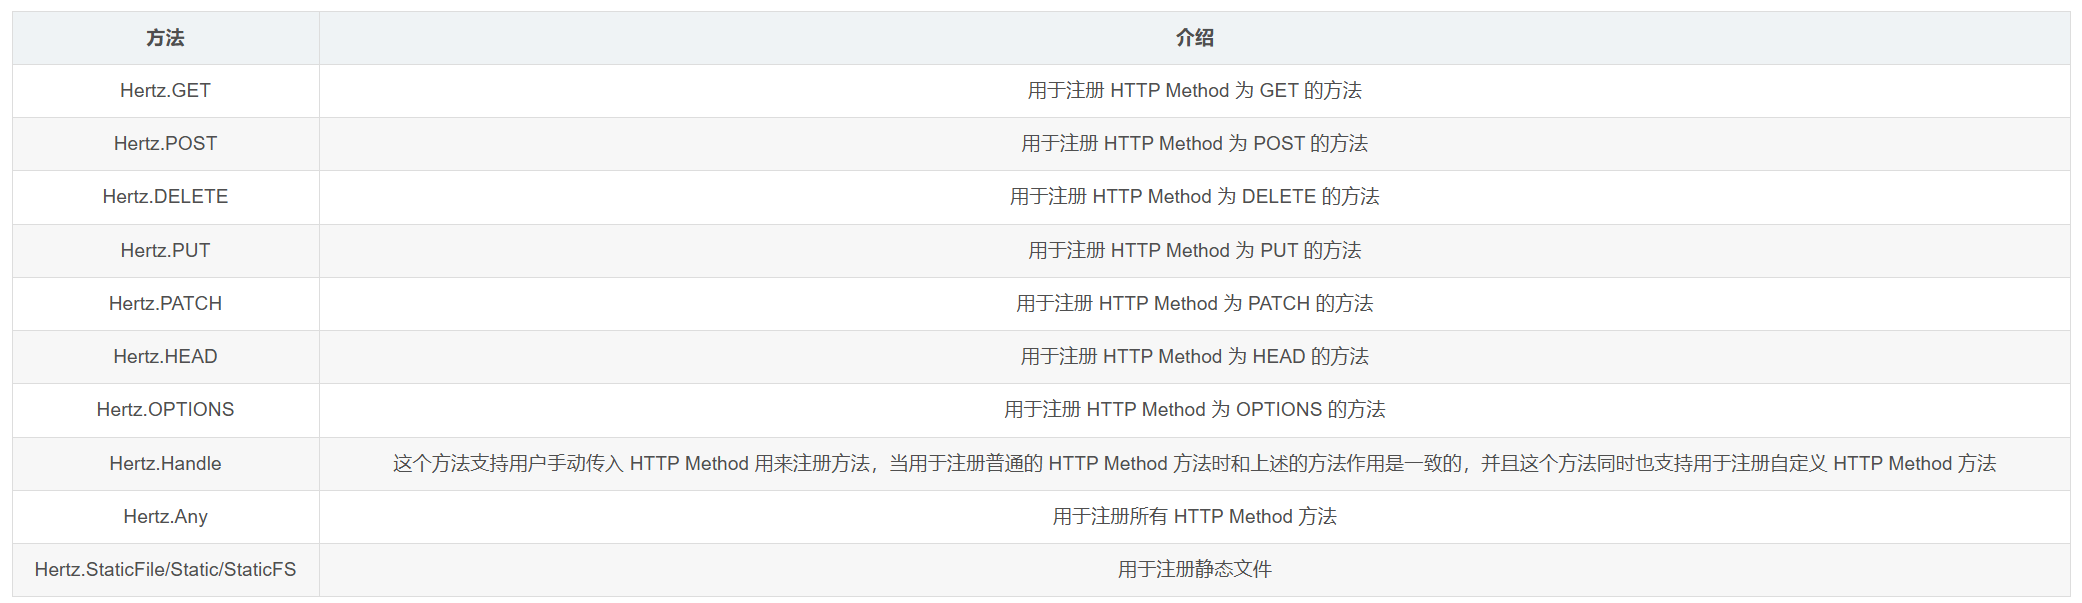 方法 介绍
Hertz.GET 用于注册 HTTP Method 为 GET 的方法
Hertz.POST 用于注册 HTTP Method 为 POST 的方法
Hertz.DELETE 用于注册 HTTP Method 为 DELETE 的方法
Hertz.PUT 用于注册 HTTP Method 为 PUT 的方法
Hertz.PATCH 用于注册 HTTP Method 为 PATCH 的方法
Hertz.HEAD 用于注册 HTTP Method 为 HEAD 的方法
Hertz.OPTIONS 用于注册 HTTP Method 为 OPTIONS 的方法
Hertz.Handle 这个方法支持用户手动传入 HTTP Method 用来注册方法，当用于注册普通的 HTTP Method 方法时和上述的方法作用是一致的，并且这个方法同时也支持用于注册自定义 HTTP Method 方法
Hertz.Any 用于注册所有 HTTP Method 方法
Hertz.StaticFile/Static/StaticFS 用于注册静态文件